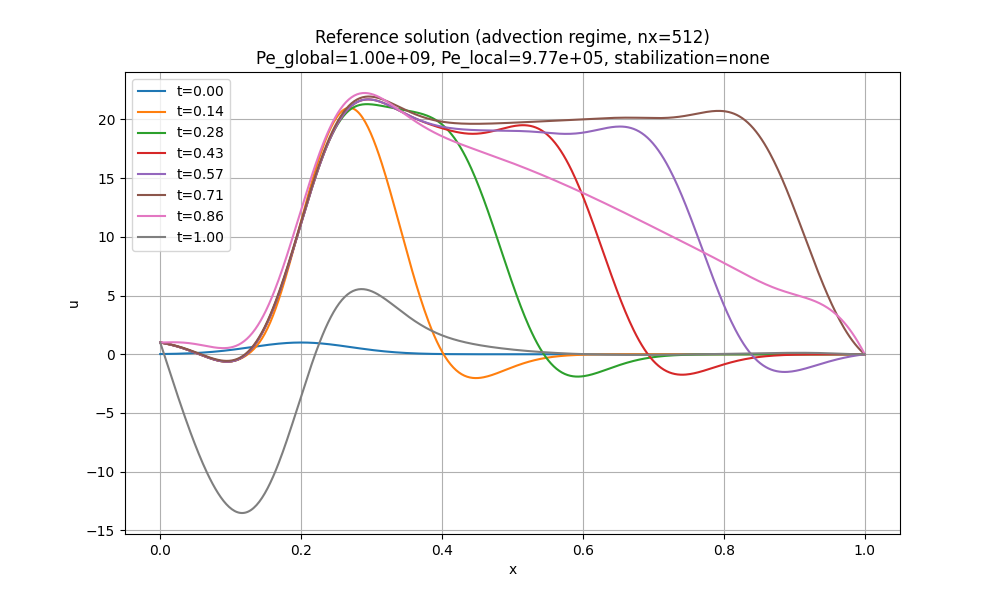 Reference solution (advection regime, nx=512)
Pe_global=1.00e+09, Pe_local=9.77e+05, stabilization=none
t=0.00
t=0.14
t=0.28
t=0.43
t=0.57
t=0.71
t=0.86
t=1.00
20
15
10
5
0
−5
−10
−15
u
0.0 0.2 0.4 0.6 0.8 1.0
x